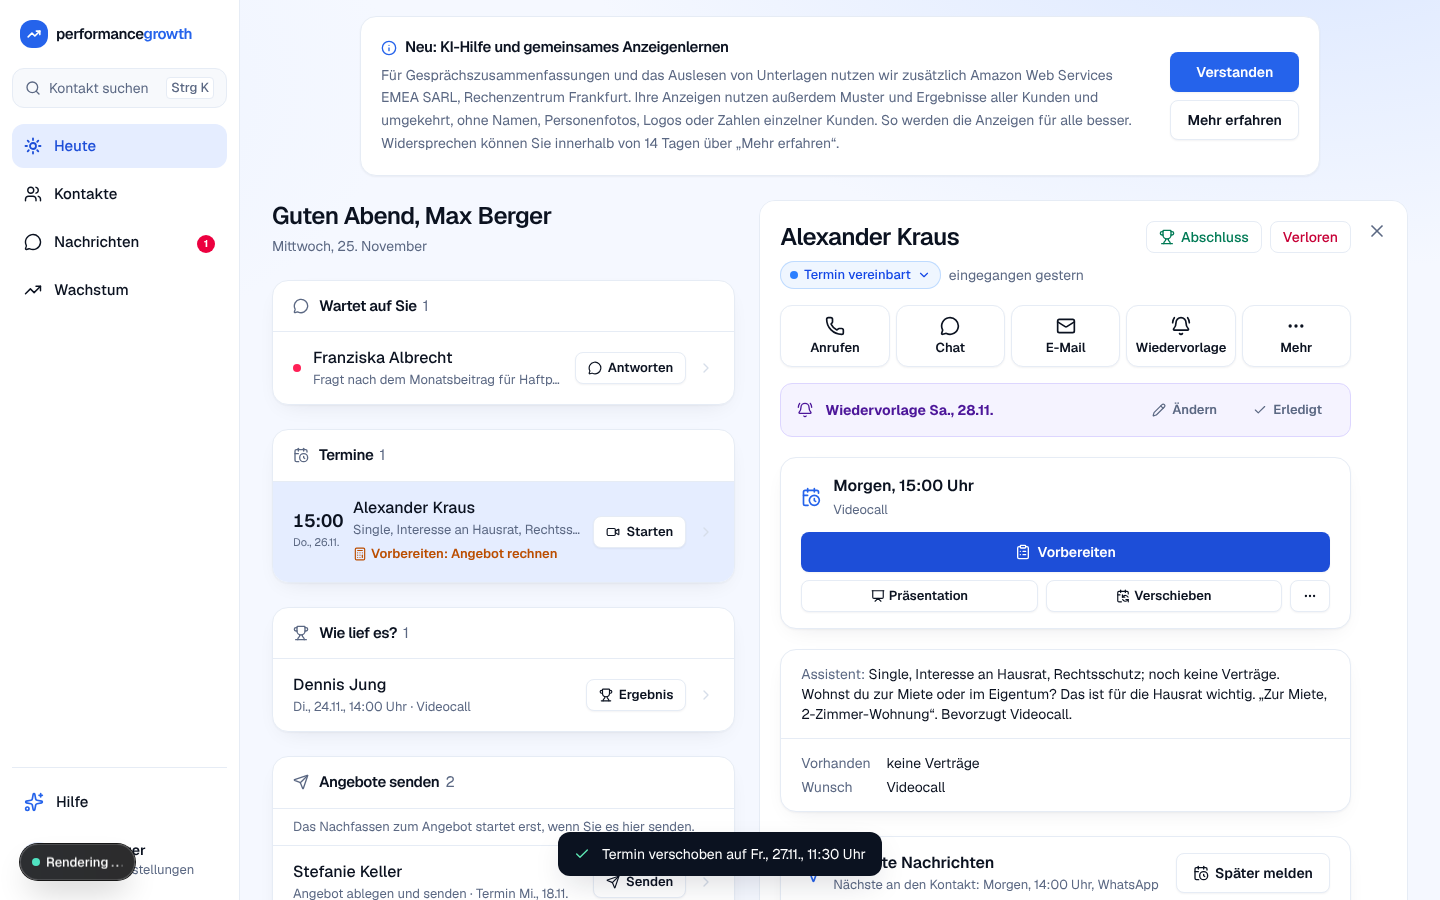 performancegrowth
Kontakt suchen
Strg K
Heute
Kontakte
Nachrichten
1
Wachstum
Hilfe
Rendering ...
er
stellungen
Neu: KI-Hilfe und gemeinsames Anzeigenlernen
Für Gesprächszusammenfassungen und das Auslesen von Unterlagen nutzen wir zusätzlich Amazon Web Services
EMEA SARL, Rechenzentrum Frankfurt. Ihre Anzeigen nutzen außerdem Muster und Ergebnisse aller Kunden und
umgekehrt, ohne Namen, Personenfotos, Logos oder Zahlen einzelner Kunden. So werden die Anzeigen für alle besser.
Widersprechen können Sie innerhalb von 14 Tagen über „Mehr erfahren“.
Verstanden
Mehr erfahren
Guten Abend, Max Berger
Mittwoch, 25. November
Wartet auf Sie 1
Franziska Albrecht
Fragt nach dem Monatsbeitrag für Haftp...
Antworten
Termine 1
15:00
Do., 26.11.
Alexander Kraus
Single, Interesse an Hausrat, Rechtss...
Vorbereiten: Angebot rechnen
Starten
Wie lief es? 1
Dennis Jung
Di., 24.11., 14:00 Uhr · Videocall
Ergebnis
Angebote senden 2
Das Nachfassen zum Angebot startet erst, wenn Sie es hier senden.
Stefanie Keller
Angebot ablegen und senden · Termin Mi., 18.11.
Senden
Alexander Kraus
Abschluss
Verloren
Termin vereinbart
eingegangen gestern
Anrufen
Chat
E-Mail
Wiedervorlage
Mehr
Wiedervorlage Sa., 28.11.
Ändern
Erledigt
Morgen, 15:00 Uhr
Videocall
Vorbereiten
Präsentation
Verschieben
Assistent: Single, Interesse an Hausrat, Rechtsschutz; noch keine Verträge.
Wohnst du zur Miete oder im Eigentum? Das ist für die Hausrat wichtig. „Zur Miete,
2-Zimmer-Wohnung“. Bevorzugt Videocall.
Vorhanden keine Verträge
Wunsch Videocall
te Nachrichten
Nächste an den Kontakt: Morgen, 14:00 Uhr, WhatsApp
Später melden
Termin verschoben auf Fr., 27.11., 11:30 Uhr